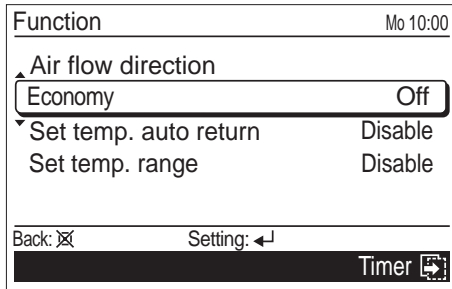 Function Mo 10:00
Air flow direction
Economy Off
Set temp. auto return Disable
Set temp. range Disable
Back: Setting:
Timer